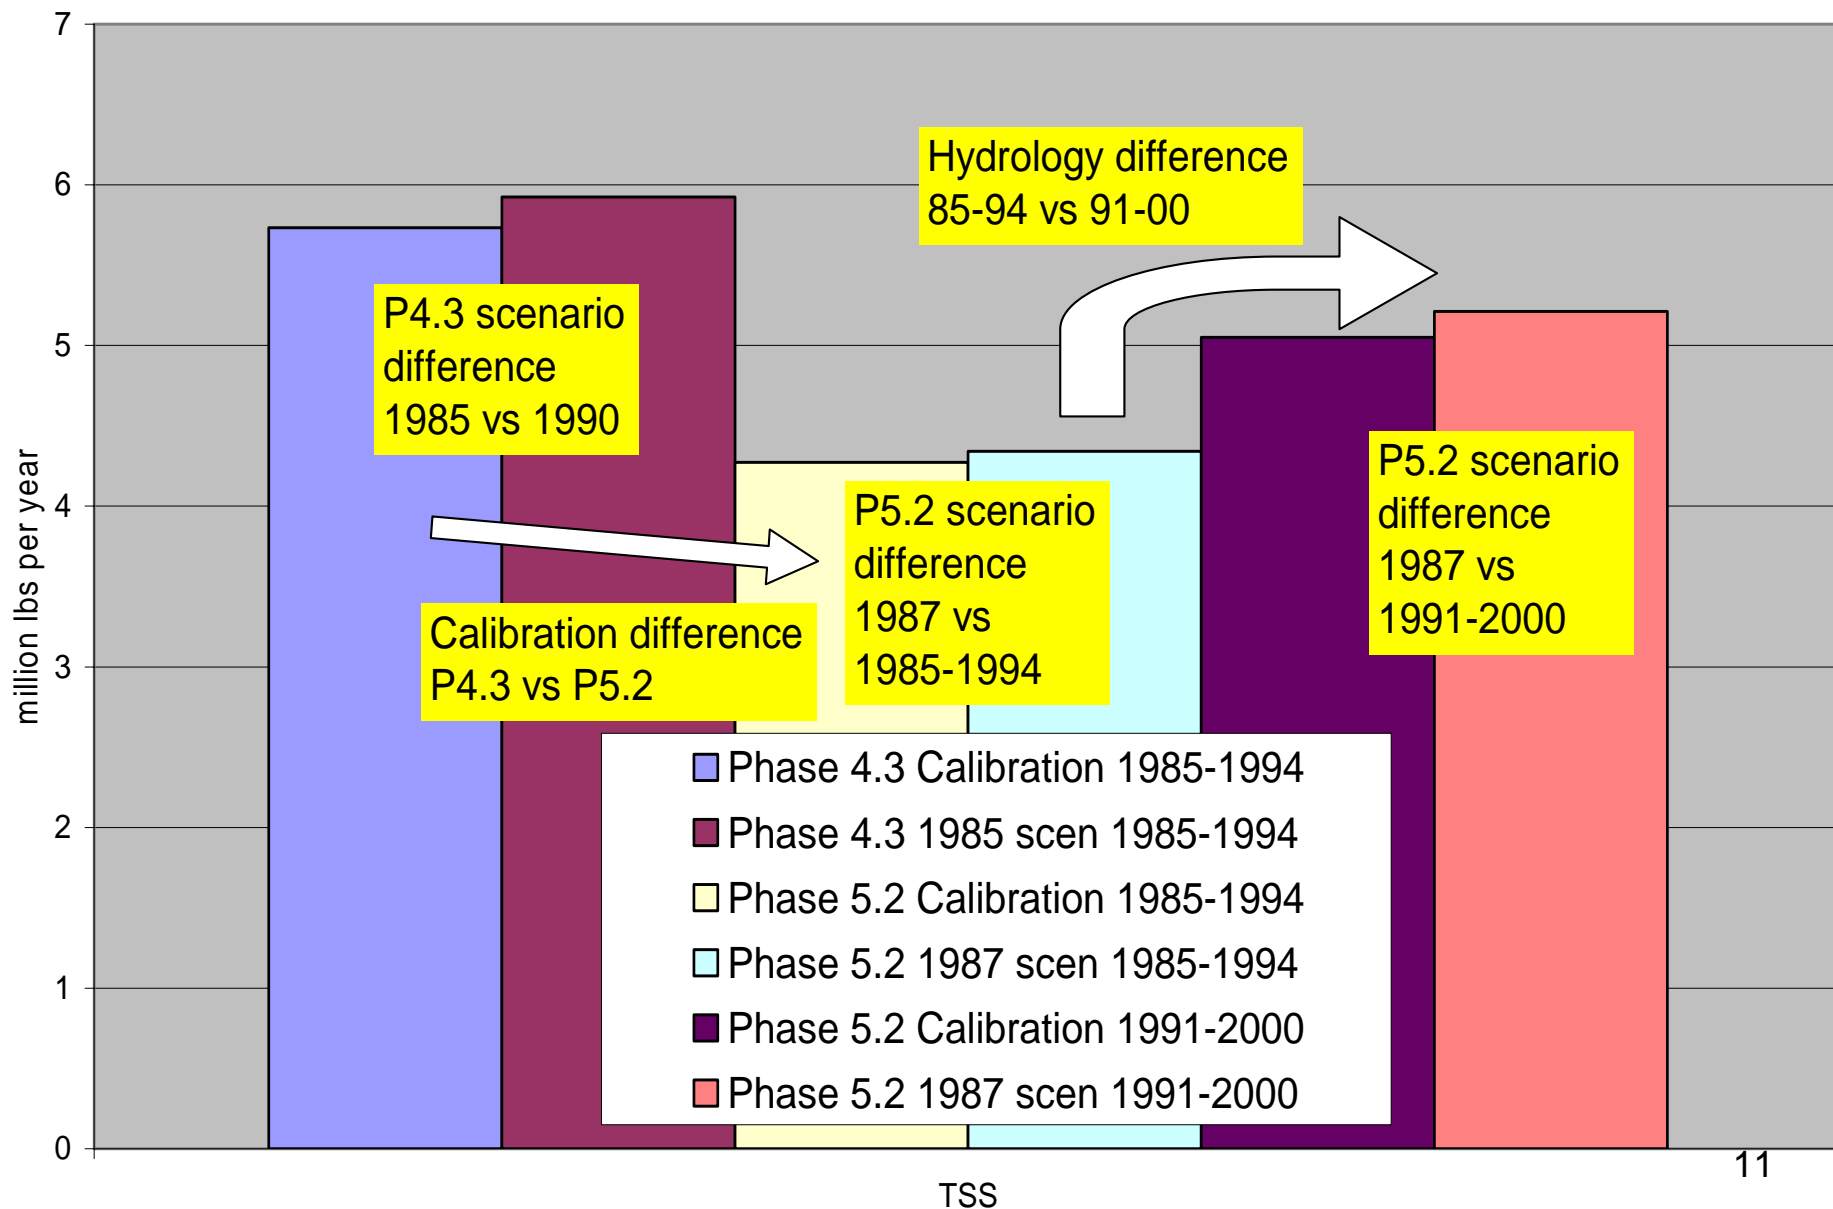 7
6
5
4
3
2
1
0
million lbs per year
Hydrology difference
85-94 vs 91-00
P4.3 scenario
difference
1985 vs 1990
P5.2 scenario
difference
1987 vs
1991-2000
P5.2 scenario
difference
1987 vs
1985-1994
Calibration difference
P4.3 vs P5.2
Phase 4.3 Calibration 1985-1994
Phase 4.3 1985 scen 1985-1994
Phase 5.2 Calibration 1985-1994
Phase 5.2 1987 scen 1985-1994
Phase 5.2 Calibration 1991-2000
Phase 5.2 1987 scen 1991-2000
11
TSS